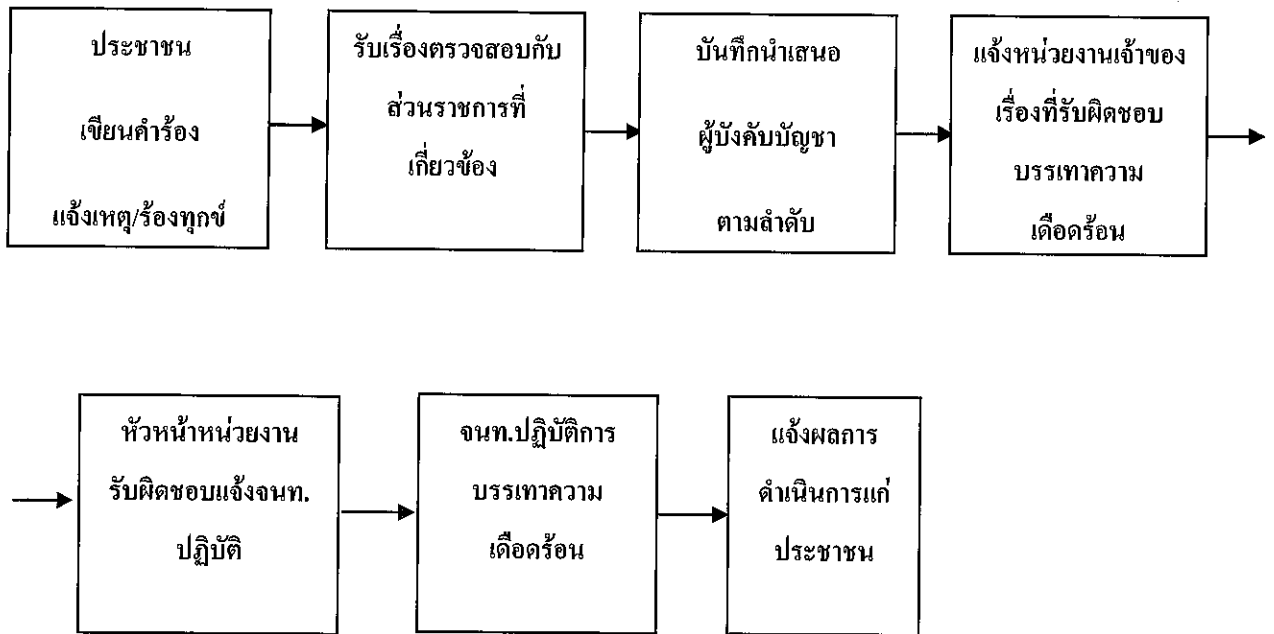 ประชาชน
เขียนคำร้อง
แจ้งเหตุ/ร้องทุกข์
รับเรื่องตรวจสอบกับ
ส่วนราชการที่
เกี่ยวข้อง
บันทึกนำเสนอ
ผู้บังคับบัญชา
ตามลำดับ
แจ้งหน่วยงานเจ้าของ
เรื่องที่รับผิดชอบ
บรรเทาความ
เดือดร้อน
หัวหน้าหน่วยงาน
รับผิดชอบแจ้งจนท.
ปฏิบัติ
จนท.ปฏิบัติการ
บรรเทาความ
เดือดร้อน
แจ้งผลการ
ดำเนินการแก่
ประชาชน